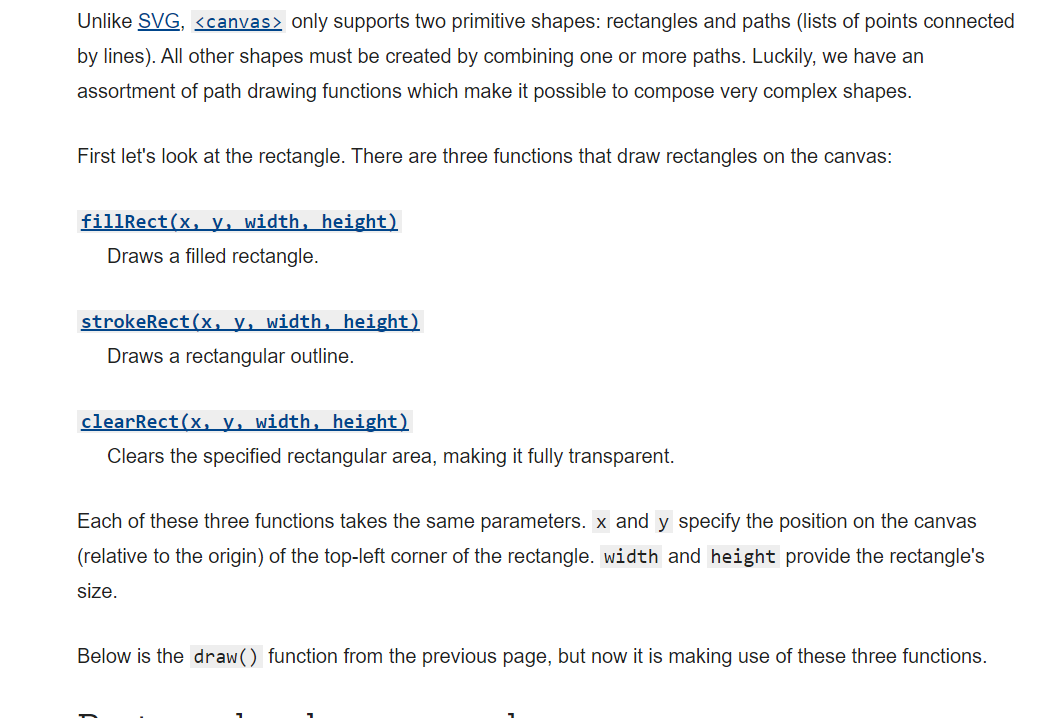 Unlike SVG, <canvas> only supports two primitive shapes: rectangles and paths (lists of points connected
by lines). All other shapes must be created by combining one or more paths. Luckily, we have an
assortment of path drawing functions which make it possible to compose very complex shapes.
First let's look at the rectangle. There are three functions that draw rectangles on the canvas:
fillRect(x, y, width, height)
Draws a filled rectangle.
strokeRect(x, y, width, height)
Draws a rectangular outline.
clearRect(x, y, width, height)
Clears the specified rectangular area, making it fully transparent.
Each of these three functions takes the same parameters. x and y specify the position on the canvas
(relative to the origin) of the top-left corner of the rectangle. width and height provide the rectangle's
size.
Below is the draw() function from the previous page, but now it is making use of these three functions.